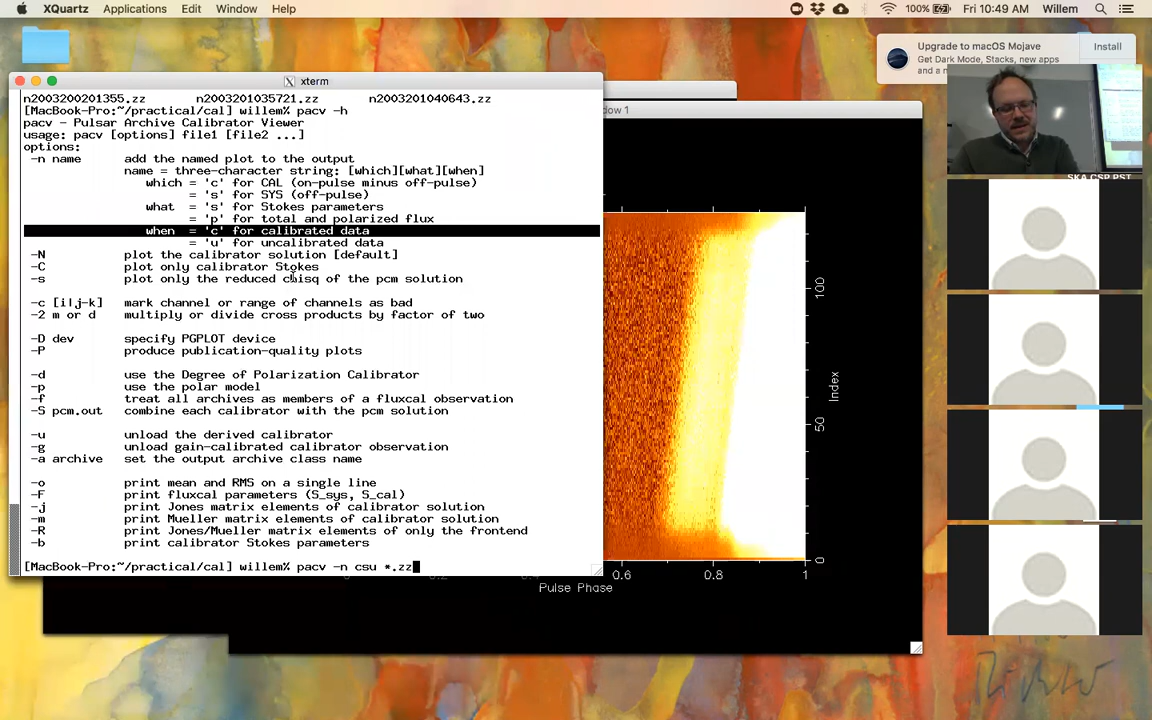 XQuartz Applications Edit Window Help 100% Fri 10:49 AM Willem
Upgrade to macOS Mojave
Get Dark Mode, Stacks, new apps
and a n
Install
xterm
ndow 1
n2003200201355.zz n2003201035721.zz n2003201040643.zz
[MacBook-Pro:~/practical/cal] willem% pacv -h
pacv - Pulsar Archive Calibrator Viewer
usage: pacv [options] file1 [file2 ...]
options:
-n name add the named plot to the output
name = three-character string: [which][what][when]
which = 'c' for CAL (on-pulse minus off-pulse)
= 's' for SYS (off-pulse)
what = 's' for Stokes parameters
= 'p' for total and polarized flux
when = 'c' for calibrated data
= 'u' for uncalibrated data
-N plot the calibrator solution [default]
-C plot only calibrator Stokes
-s plot only the reduced chisq of the pcm solution
-c [i|j-k] mark channel or range of channels as bad
-2 m or d multiply or divide cross products by factor of two
-D dev specify PGPLOT device
-P produce publication-quality plots
-d use the Degree of Polarization Calibrator
-p use the polar model
-f treat all archives as members of a fluxcal observation
-S pcm.out combine each calibrator with the pcm solution
-u unload the derived calibrator
-g unload gain-calibrated calibrator observation
-a archive set the output archive class name
-o print mean and RMS on a single line
-F print fluxcal parameters (S_sys, S_cal)
-j print Jones matrix elements of calibrator solution
-m print Mueller matrix elements of calibrator solution
-R print Jones/Mueller matrix elements of only the frontend
-b print calibrator Stokes parameters
[MacBook-Pro:~/practical/cal] willem% pacv -n csu *.zz
100
Index
50
0
0.6 0.8 1
Pulse Phase
SKA CSP PST